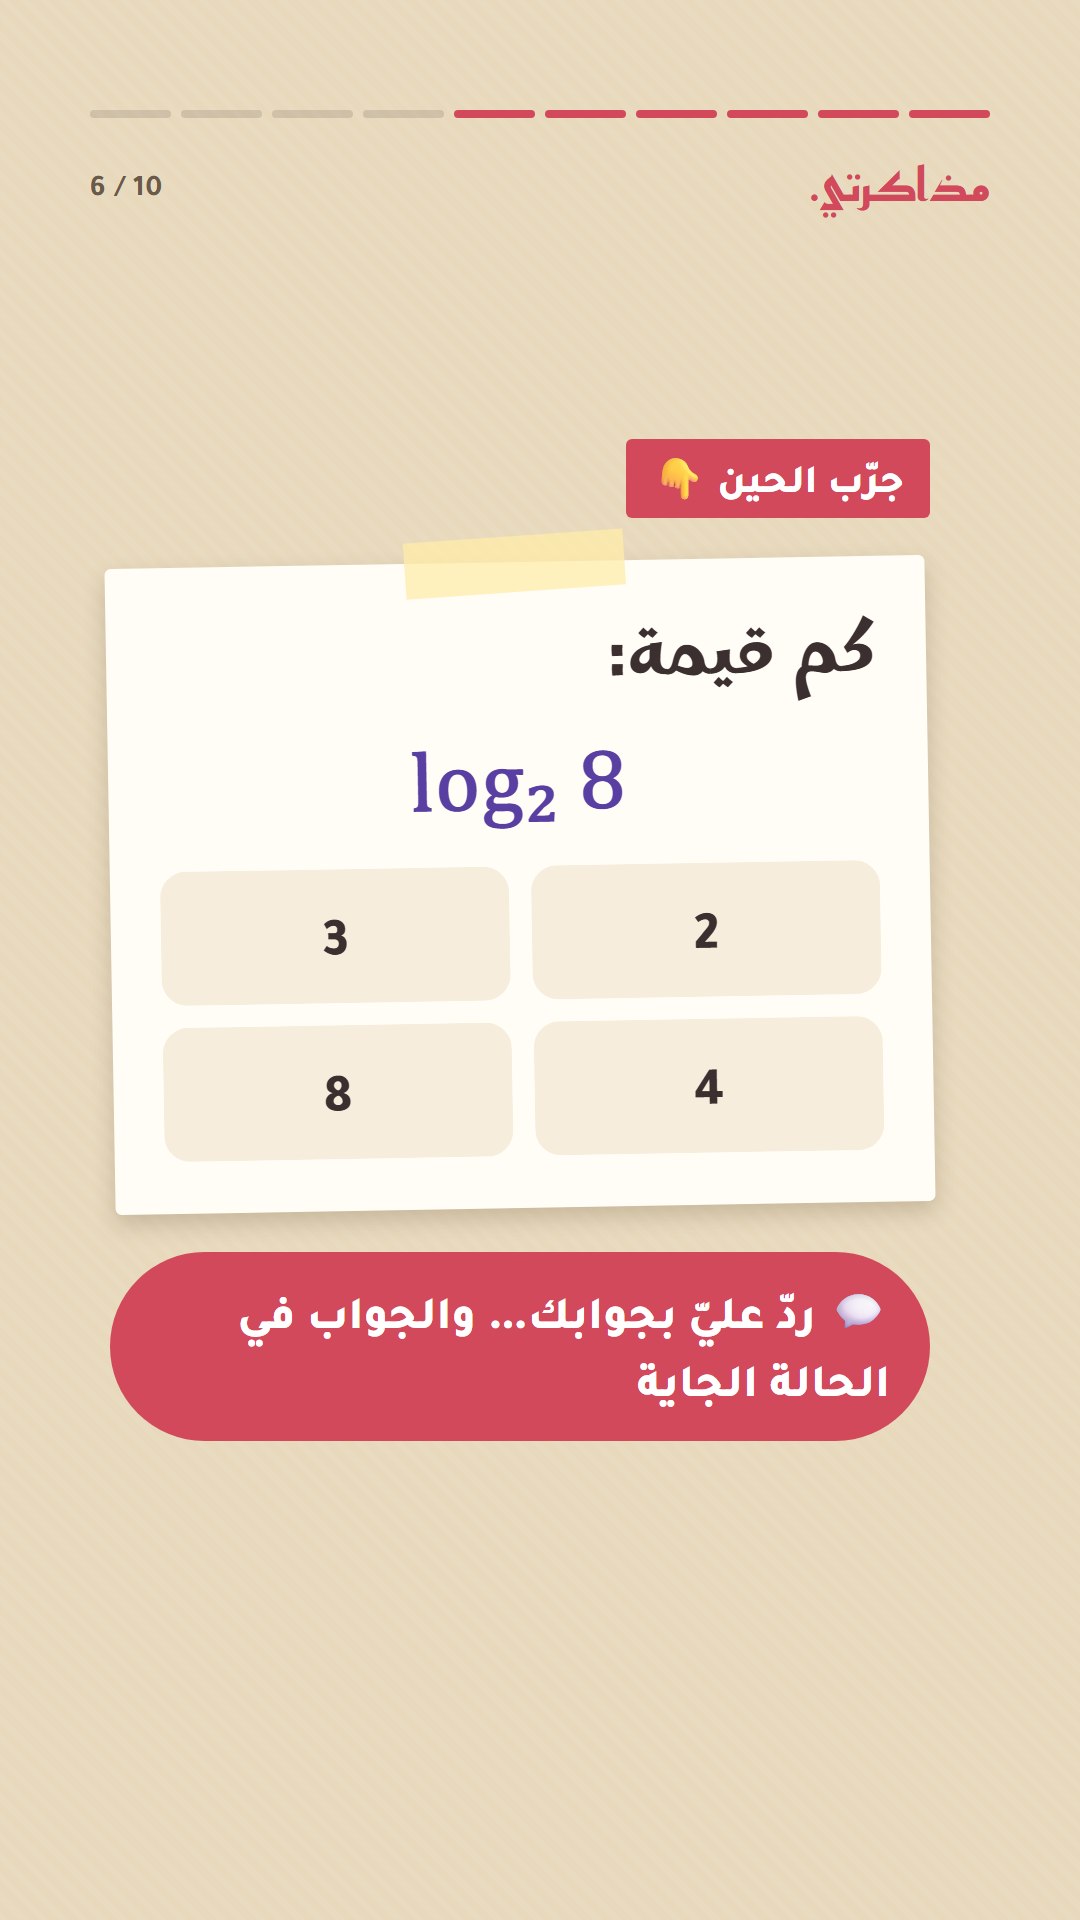 مذاكرتي.
6 / 10
جرّب الحين 👇
كم قيمة:
log₂ 8
2
3
4
8
💬 ردّ عليّ بجوابك... والجواب في
الحالة الجاية